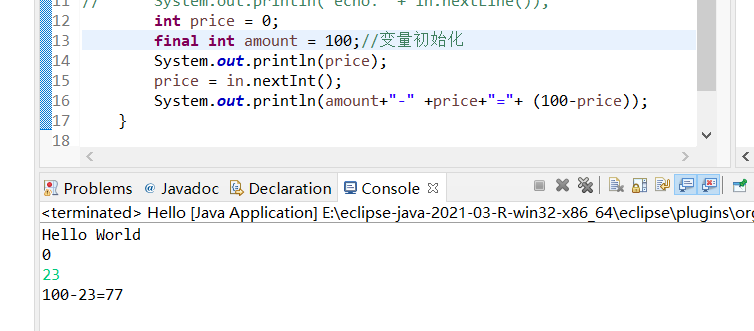 11 //      System.out.println("echo:" + in.nextLine());
12 int price = 0;
13 final int amount = 100;//变量初始化
14 System.out.println(price);
15 price = in.nextInt();
16 System.out.println(amount+"-" +price+"="+ (100-price));
17 }
18
Problems @ Javadoc Declaration Console
<terminated> Hello [Java Application] E:\eclipse-java-2021-03-R-win32-x86_64\eclipse\plugins\org
Hello World
0
23
100-23=77